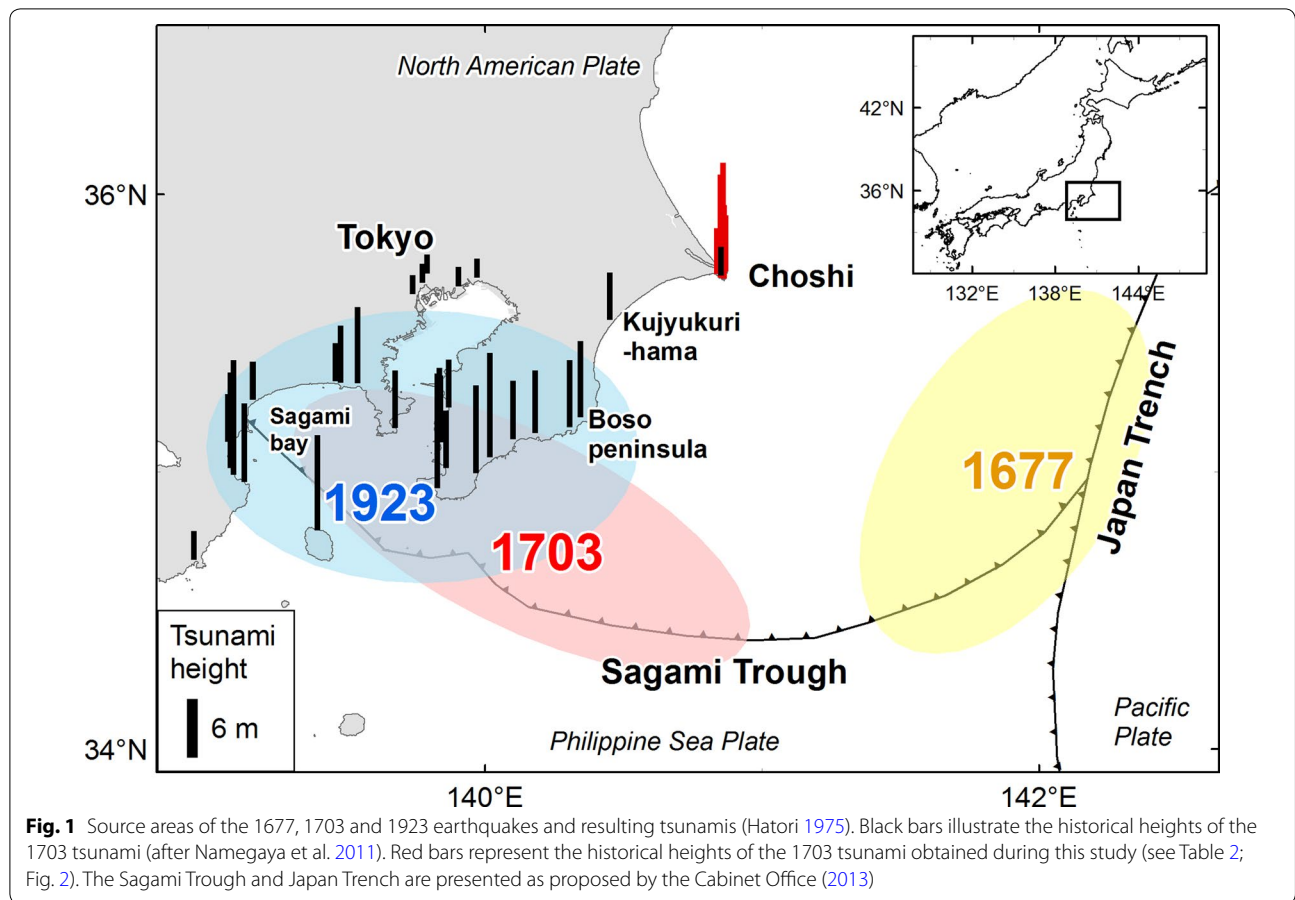 North American Plate
42°N
36°N
132°E
138°E
144°E
36°N
Tokyo
Choshi
Kujyukuri
-hama
Sagami
bay
Boso
peninsula
1923
1703
1677
Japan Trench
Sagami Trough
Tsunami
height
6 m
Philippine Sea Plate
Pacific
Plate
34°N
140°E
142°E
Fig. 1 Source areas of the 1677, 1703 and 1923 earthquakes and resulting tsunamis (Hatori 1975). Black bars illustrate the historical heights of the
1703 tsunami (after Namegaya et al. 2011). Red bars represent the historical heights of the 1703 tsunami obtained during this study (see Table 2;
Fig. 2). The Sagami Trough and Japan Trench are presented as proposed by the Cabinet Office (2013)